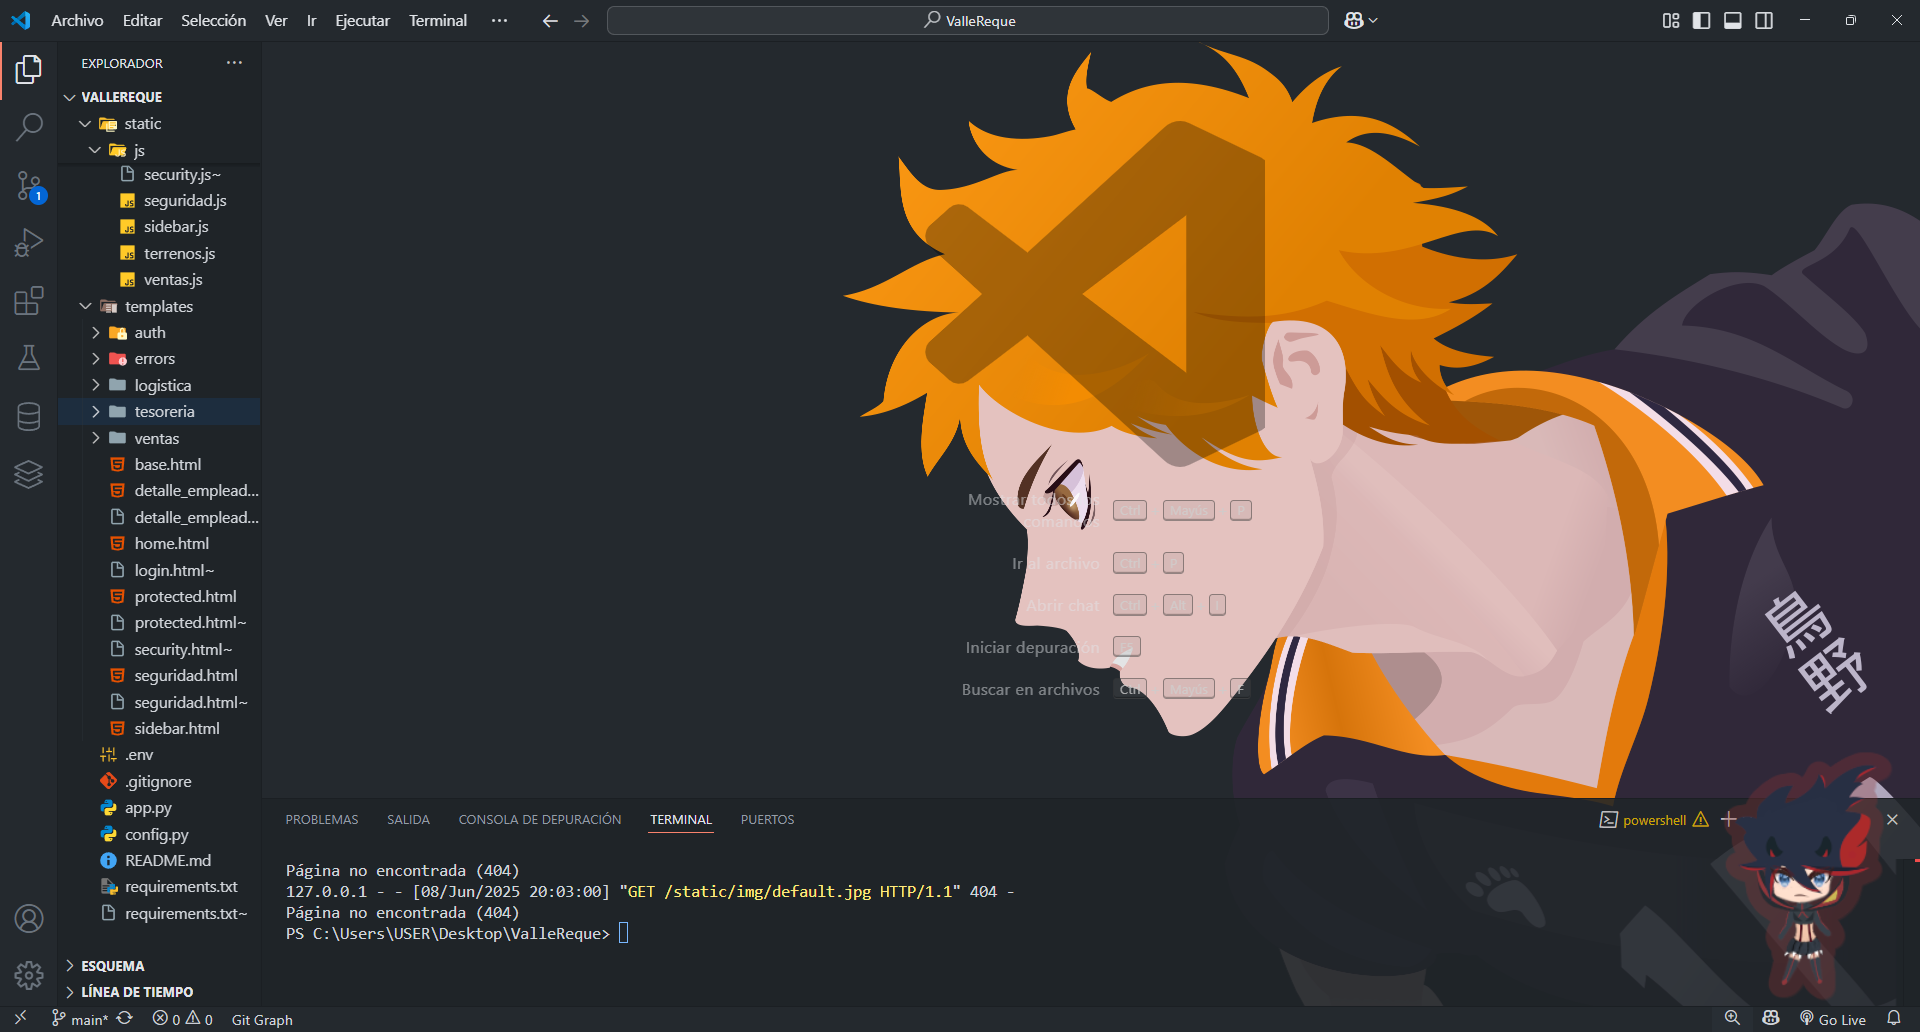 Archivo Editar Selección Ver Ir Ejecutar Terminal ··· ValleReque
EXPLORADOR ···
VALLEREQUE
static
js
security.js~
seguridad.js
sidebar.js
terrenos.js
ventas.js
templates
auth
errors
logistica
tesoreria
ventas
base.html
detalle_emplead...
detalle_emplead...
home.html
login.html~
protected.html
protected.html~
security.html~
seguridad.html
seguridad.html~
sidebar.html
.env
.gitignore
app.py
config.py
README.md
requirements.txt
requirements.txt~
ESQUEMA
LÍNEA DE TIEMPO
1
Mostrar todos los comandos Ctrl Mayús P
Ir al archivo Ctrl P
Abrir chat Ctrl Alt I
Iniciar depuración F5
Buscar en archivos Ctrl Mayús F
烏野
PROBLEMAS SALIDA CONSOLA DE DEPURACIÓN TERMINAL PUERTOS powershell
Página no encontrada (404)
127.0.0.1 - - [08/Jun/2025 20:03:00] "GET /static/img/default.jpg HTTP/1.1" 404 -
Página no encontrada (404)
PS C:\Users\USER\Desktop\ValleReque>
main* 0 0 Git Graph Go Live